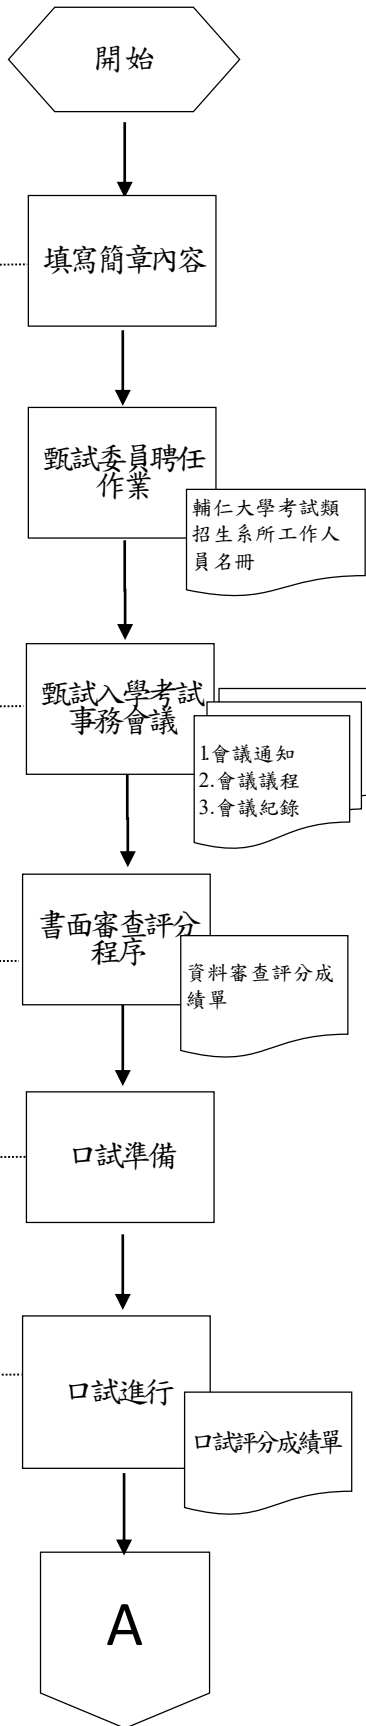 開始
填寫簡章內容
甄試委員聘任
作業
輔仁大學考試類
招生系所工作人
員名冊
甄試入學考試
事務會議
1.會議通知
2.會議議程
3.會議紀錄
書面審查評分
程序
資料審查評分成
績單
口試準備
口試進行
口試評分成績單
A